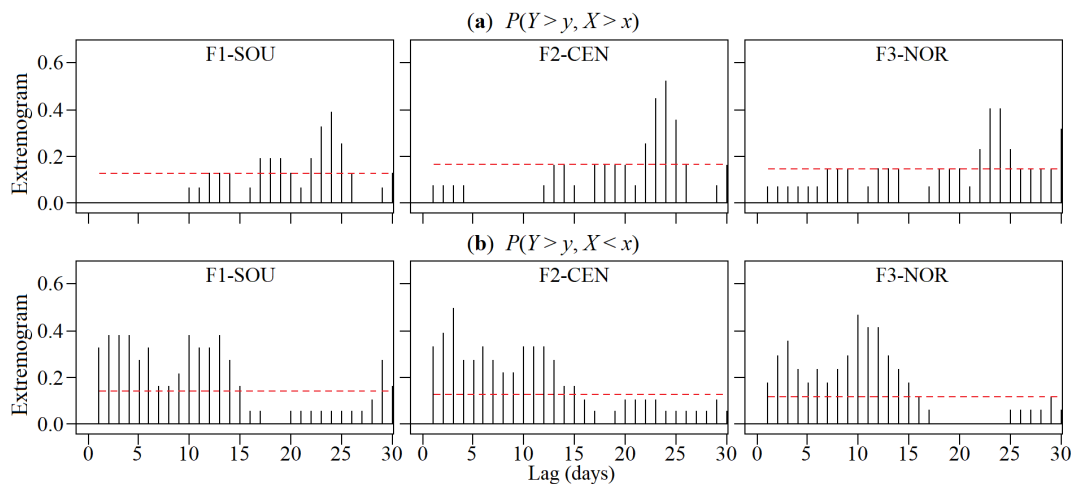 (a) P(Y > y, X > x)
F1-SOU F2-CEN F3-NOR
Extremogram
0.6
0.4
0.2
0.0
(b) P(Y > y, X < x)
F1-SOU F2-CEN F3-NOR
Extremogram
0.6
0.4
0.2
0.0
0 5 10 15 20 25 30 0 5 10 15 20 25 30 0 5 10 15 20 25 30
Lag (days)